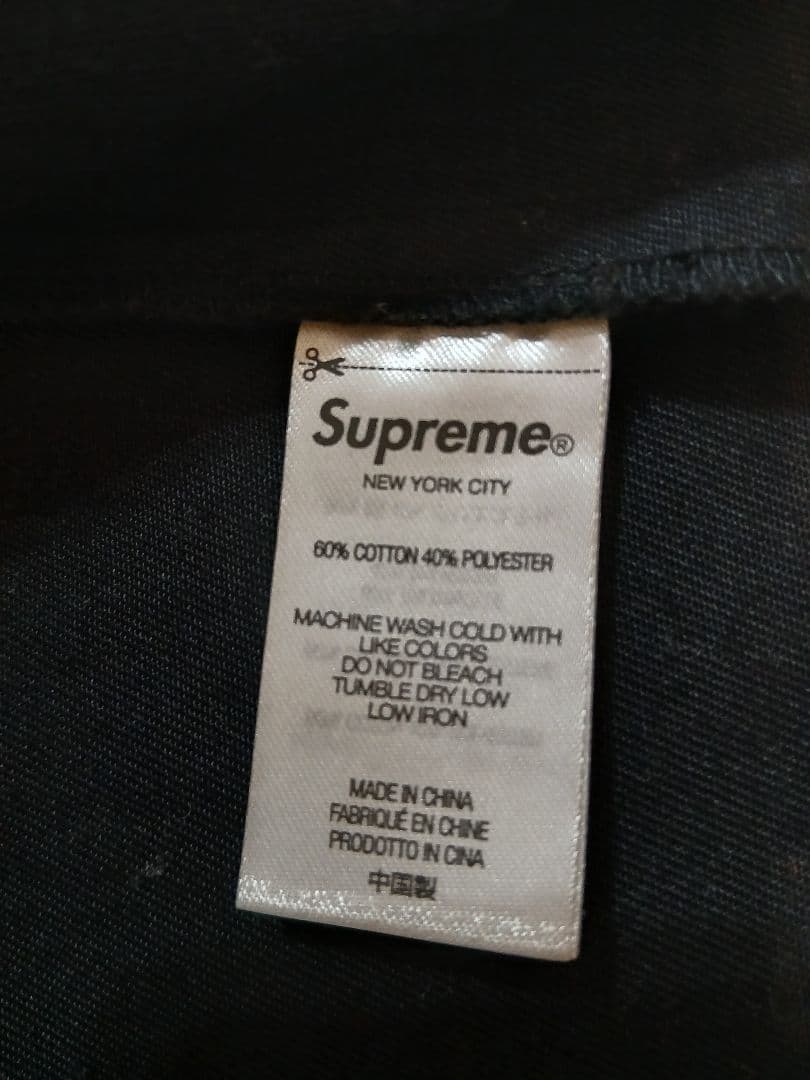 Supreme®
NEW YORK CITY
60% COTTON 40% POLYESTER
MACHINE WASH COLD WITH
LIKE COLORS
DO NOT BLEACH
TUMBLE DRY LOW
LOW IRON
MADE IN CHINA
FABRIQUÉ EN CHINE
PRODOTTO IN CINA
中国製